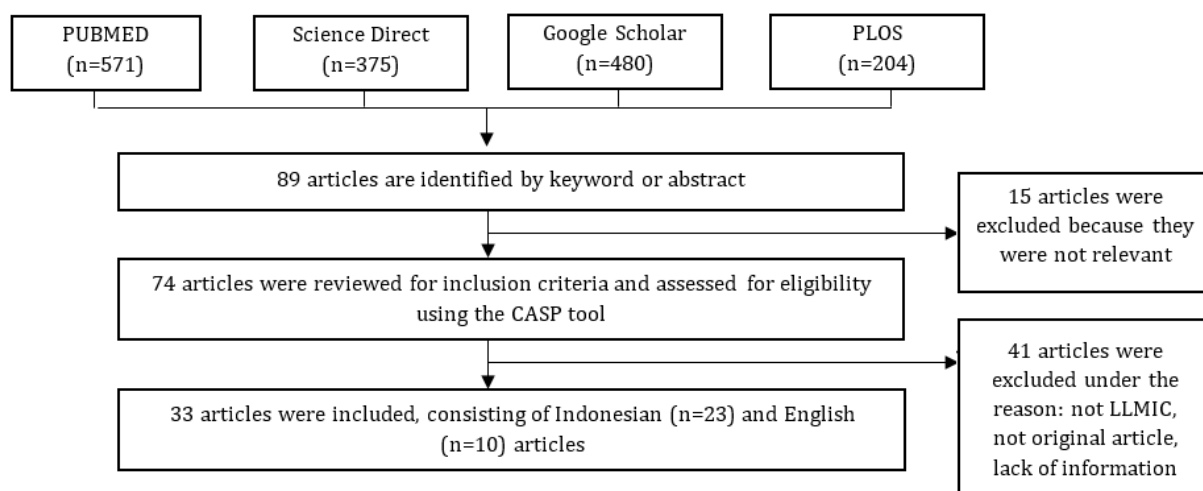 PUBMED
(n=571)
Science Direct
(n=375)
Google Scholar
(n=480)
PLOS
(n=204)
89 articles are identified by keyword or abstract
15 articles were
excluded because they
were not relevant
74 articles were reviewed for inclusion criteria and assessed for eligibility
using the CASP tool
41 articles were
excluded under the
reason: not LLMIC,
not original article,
lack of information
33 articles were included, consisting of Indonesian (n=23) and English
(n=10) articles